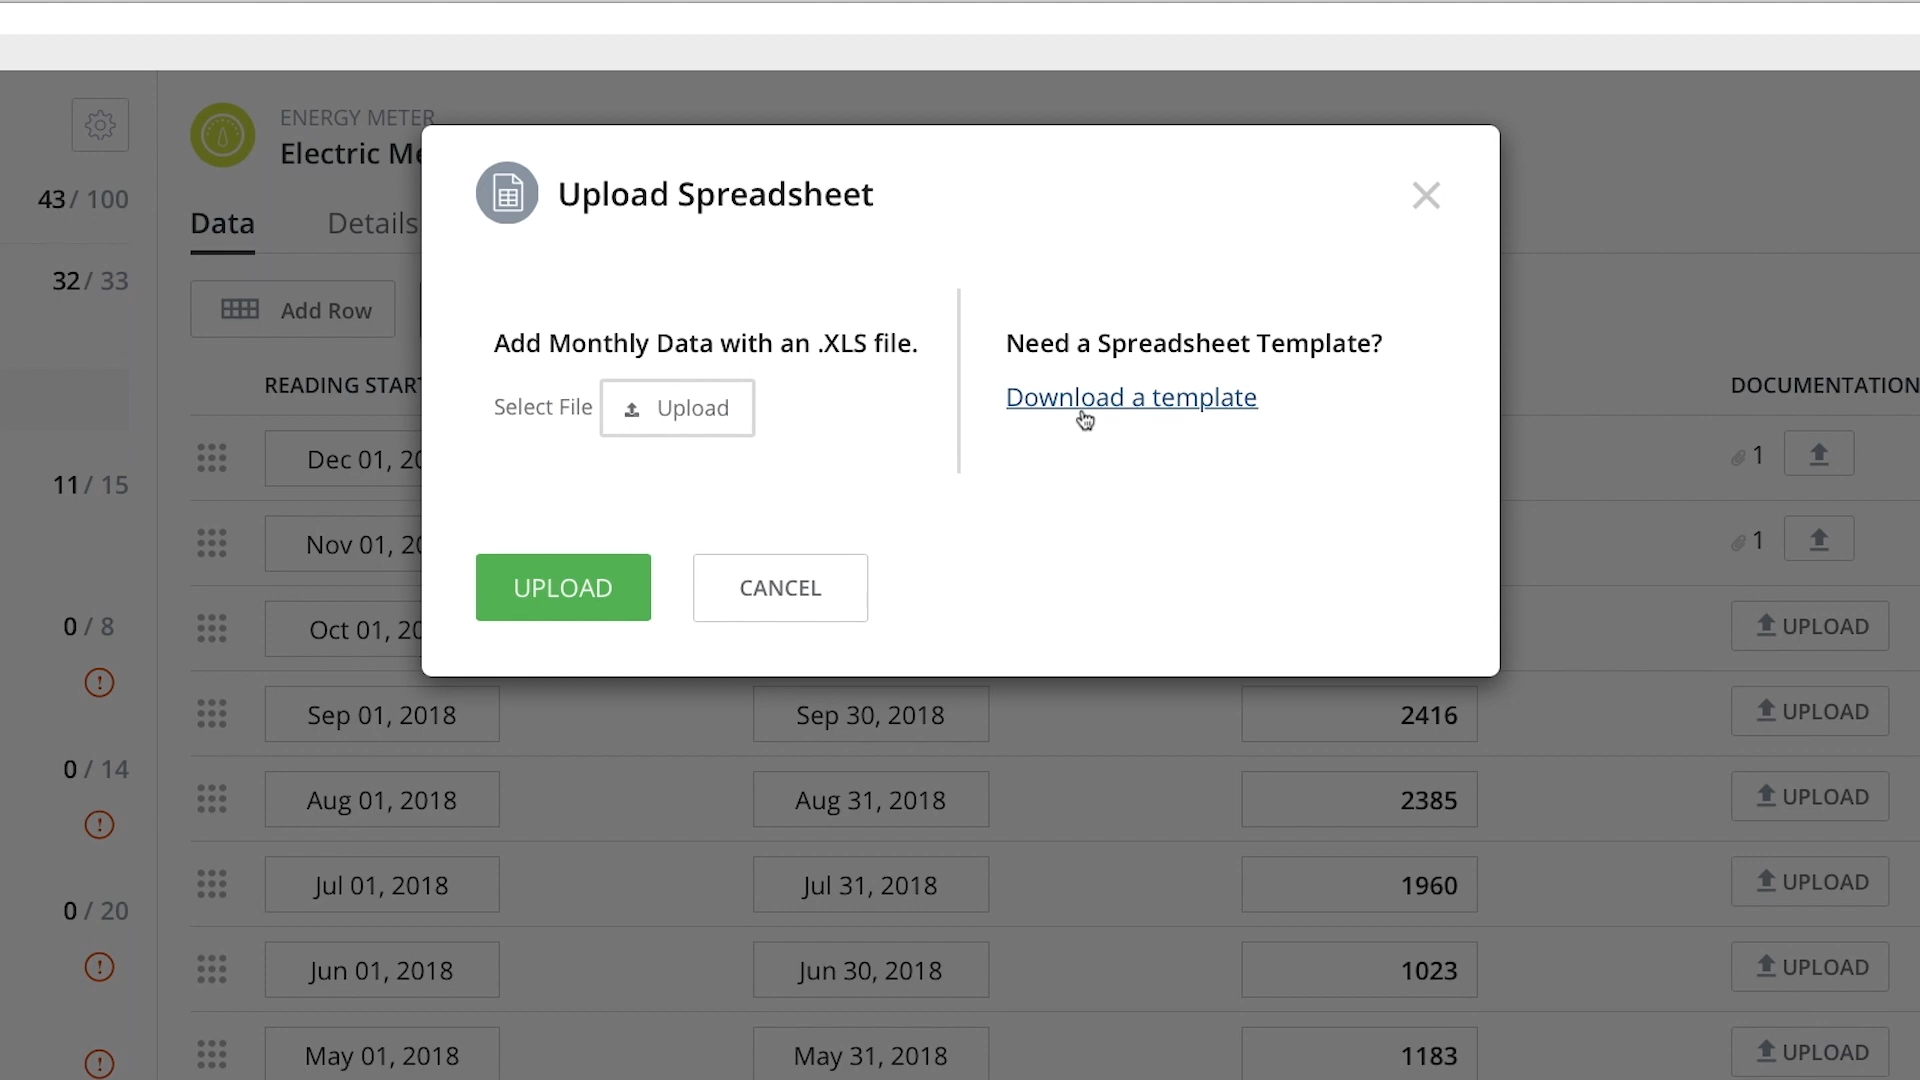 ENERGY METER
Electric Me
43 / 100
Data Details
32 / 33
Add Row
READING START
DOCUMENTATION
11 / 15
0 / 8
0 / 14
0 / 20
Upload Spreadsheet
Add Monthly Data with an .XLS file.
Select File Upload
Need a Spreadsheet Template?
Download a template
UPLOAD CANCEL
Dec 01, 20 1
Nov 01, 20 1
Oct 01, 20 UPLOAD
Sep 01, 2018 Sep 30, 2018 2416 UPLOAD
Aug 01, 2018 Aug 31, 2018 2385 UPLOAD
Jul 01, 2018 Jul 31, 2018 1960 UPLOAD
Jun 01, 2018 Jun 30, 2018 1023 UPLOAD
May 01, 2018 May 31, 2018 1183 UPLOAD